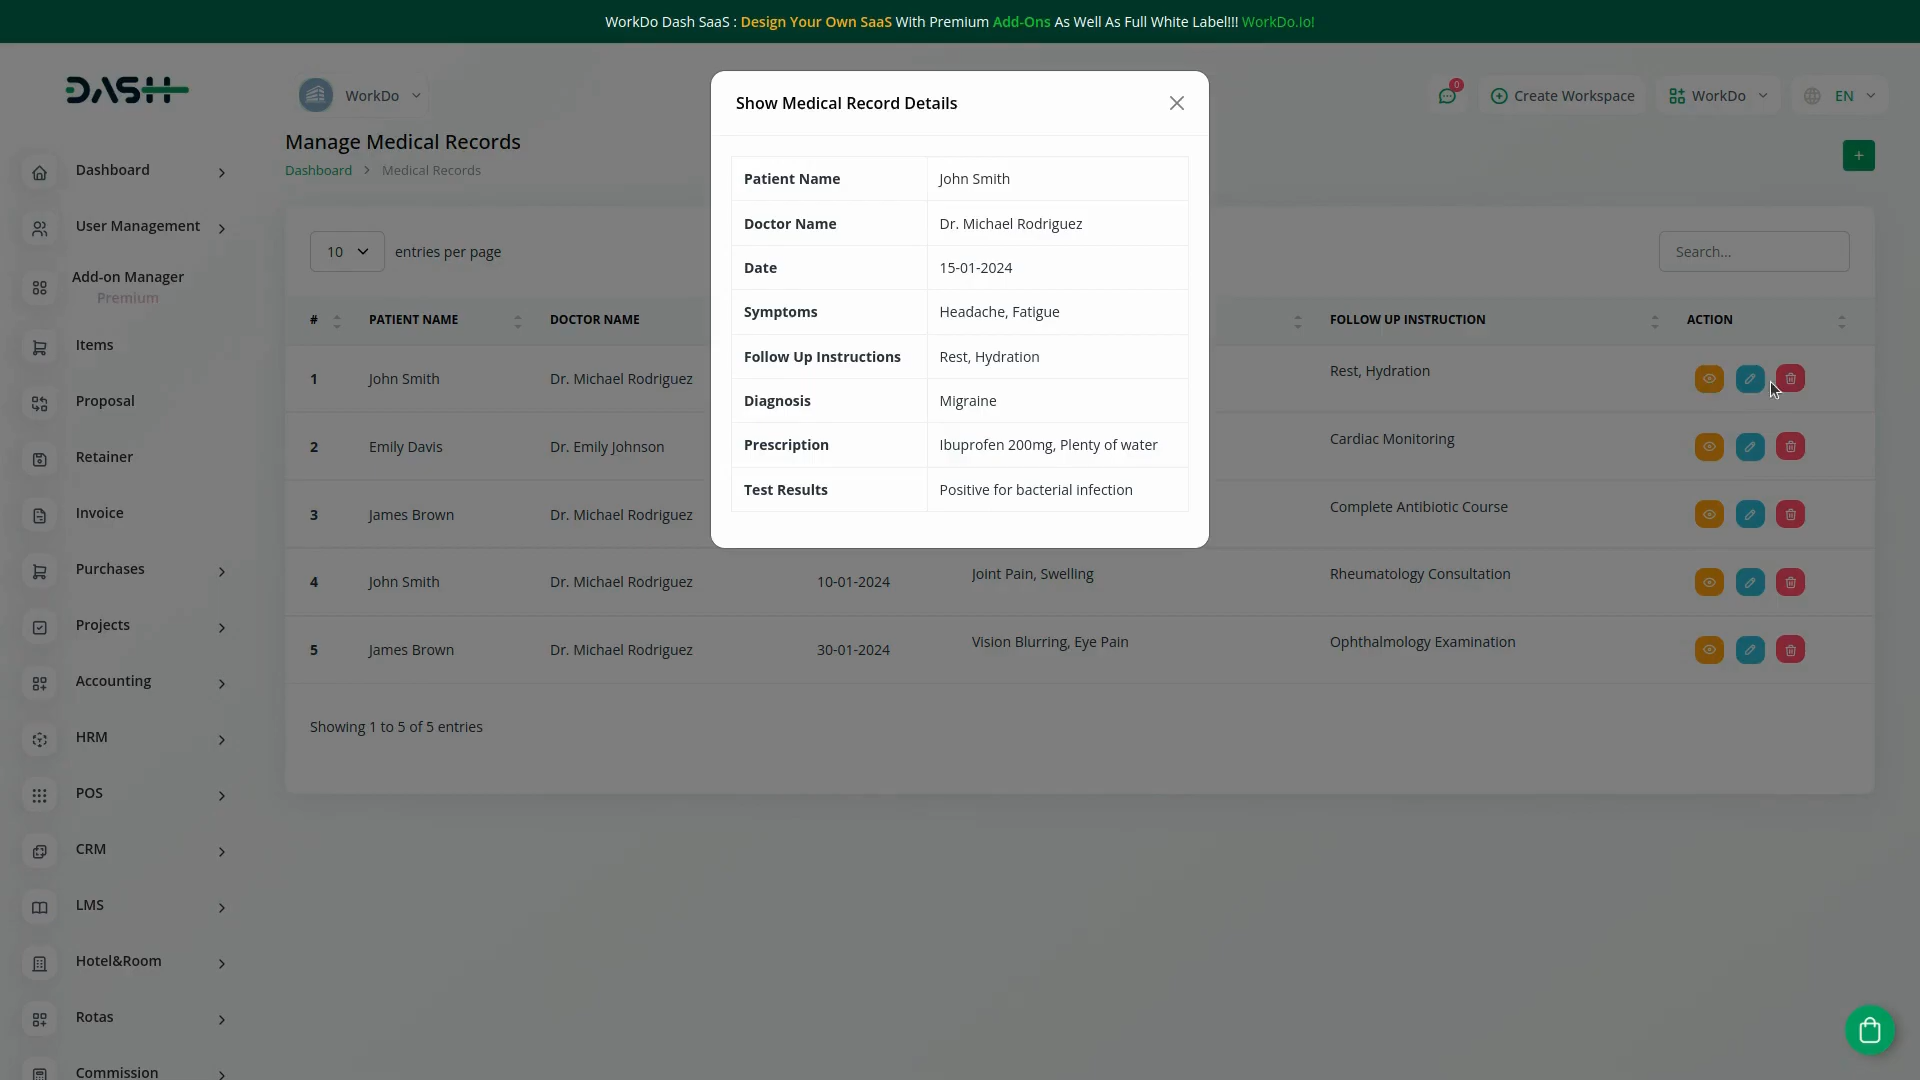 WorkDo Dash SaaS : Design Your Own SaaS With Premium Add-Ons As Well As Full White Label!!! WorkDo.io!
DASH
WorkDo
0
Create Workspace
WorkDo
EN
Manage Medical Records
Dashboard > Medical Records
+
Dashboard
User Management
Add-on Manager
Premium
Items
Proposal
Retainer
Invoice
Purchases
Projects
Accounting
HRM
POS
CRM
LMS
Hotel&Room
Rotas
Commission
10 entries per page
Search...
# PATIENT NAME DOCTOR NAME FOLLOW UP INSTRUCTION ACTION
1 John Smith Dr. Michael Rodriguez Rest, Hydration
2 Emily Davis Dr. Emily Johnson Cardiac Monitoring
3 James Brown Dr. Michael Rodriguez Complete Antibiotic Course
4 John Smith Dr. Michael Rodriguez 10-01-2024 Joint Pain, Swelling Rheumatology Consultation
5 James Brown Dr. Michael Rodriguez 30-01-2024 Vision Blurring, Eye Pain Ophthalmology Examination
Showing 1 to 5 of 5 entries
Show Medical Record Details
Patient Name John Smith
Doctor Name Dr. Michael Rodriguez
Date 15-01-2024
Symptoms Headache, Fatigue
Follow Up Instructions Rest, Hydration
Diagnosis Migraine
Prescription Ibuprofen 200mg, Plenty of water
Test Results Positive for bacterial infection